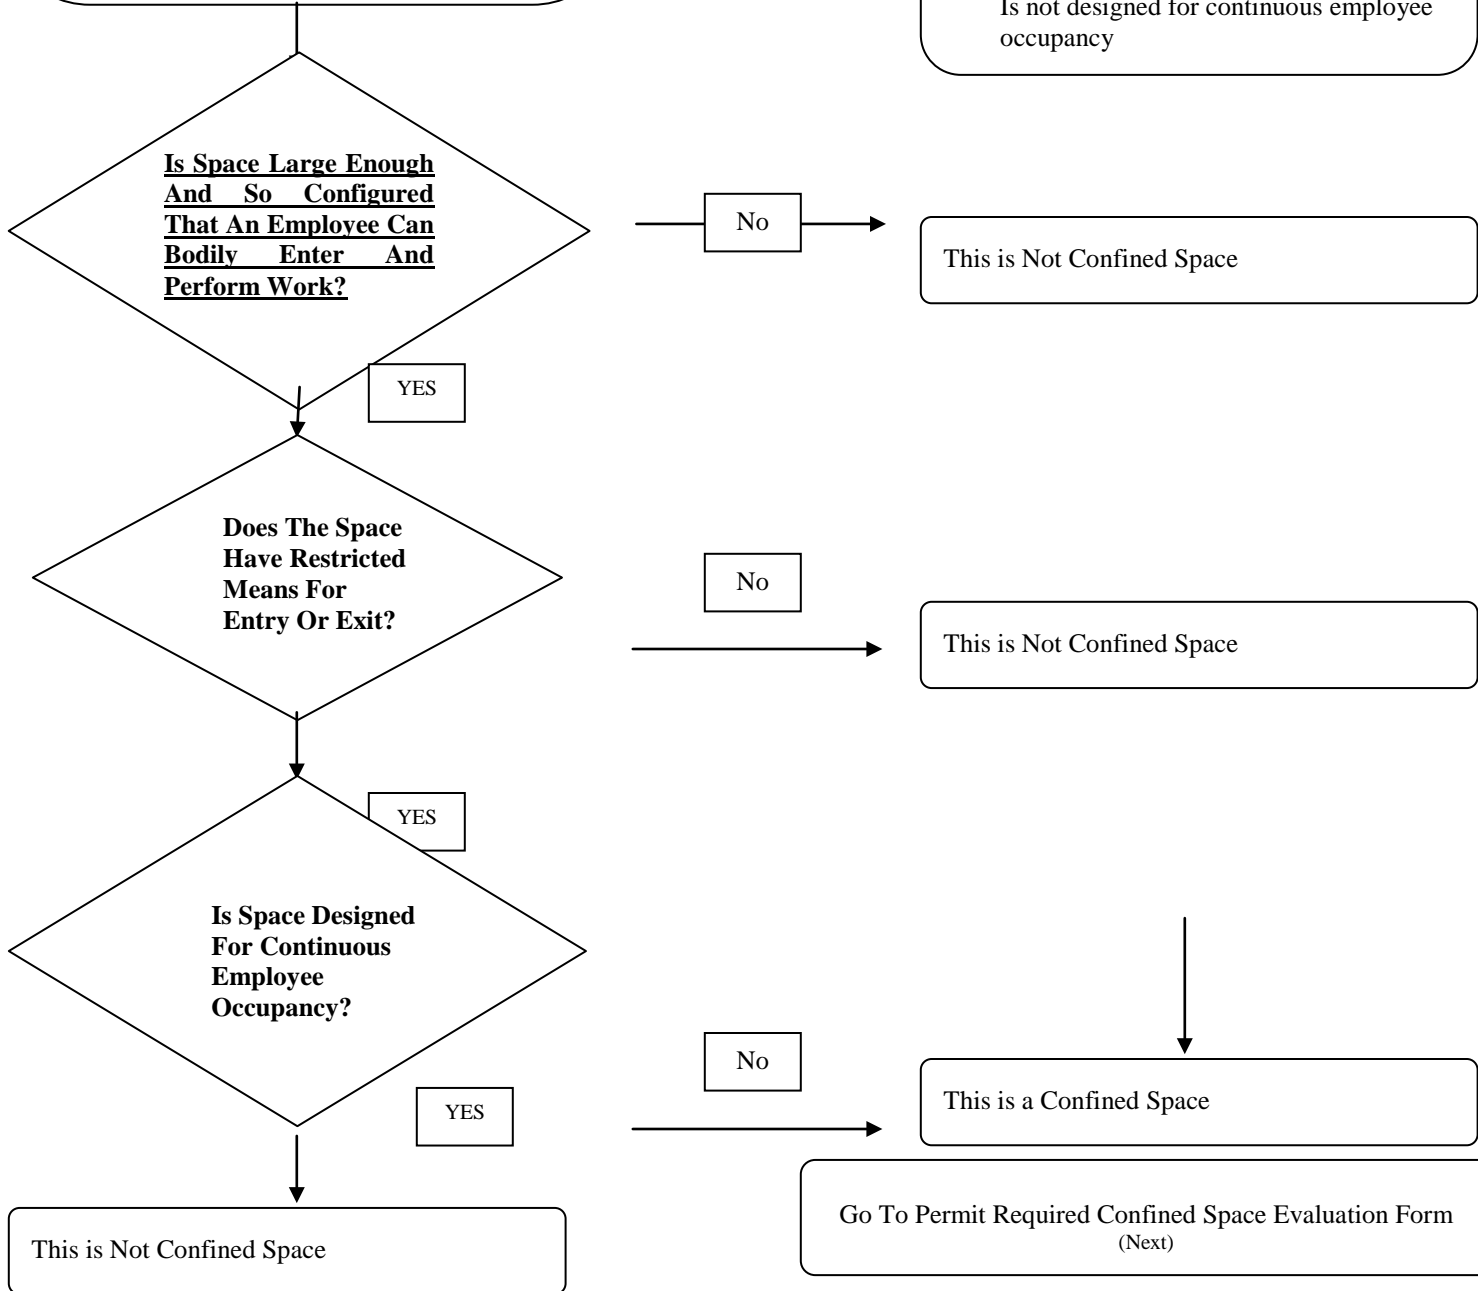 Is not designed for continuous employee
occupancy
Is Space Large Enough
And So Configured
That An Employee Can
Bodily Enter And
Perform Work?
No
This is Not Confined Space
YES
Does The Space
Have Restricted
Means For
Entry Or Exit?
No
This is Not Confined Space
YES
Is Space Designed
For Continuous
Employee
Occupancy?
No
YES
This is a Confined Space
Go To Permit Required Confined Space Evaluation Form
(Next)
This is Not Confined Space